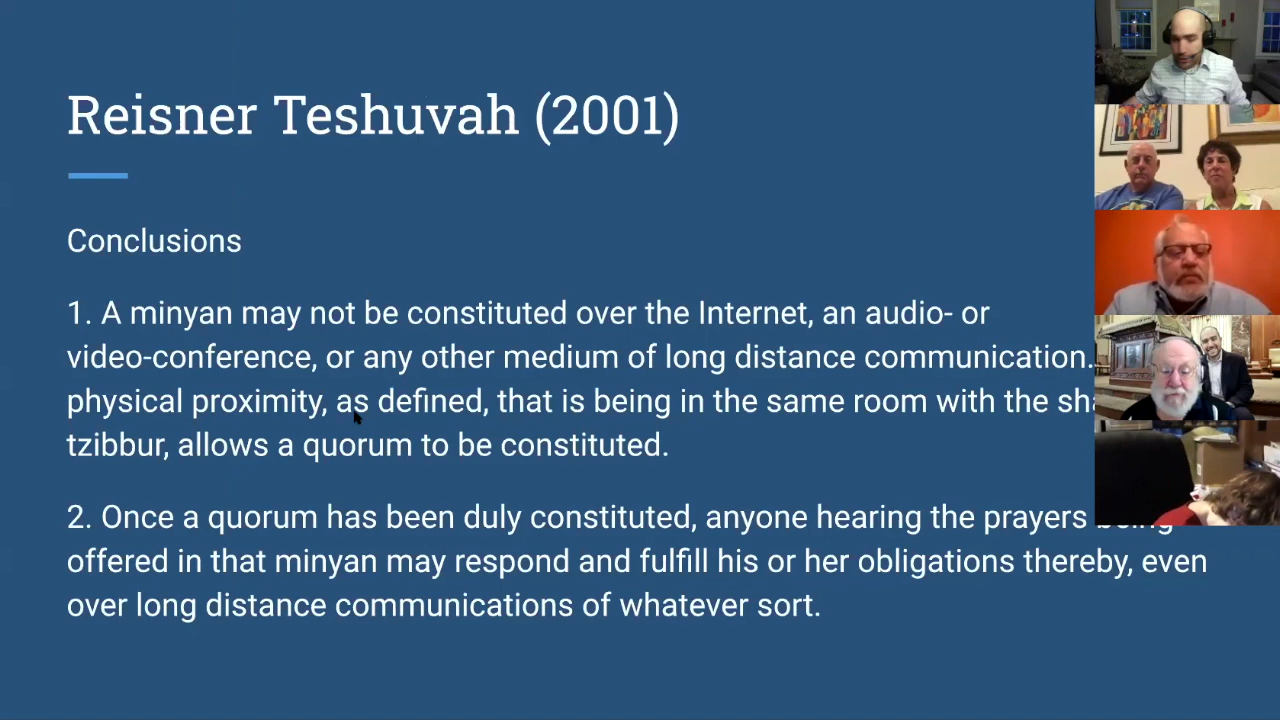 Reisner Teshuvah (2001)
Conclusions
1. A minyan may not be constituted over the Internet, an audio- or
video-conference, or any other medium of long distance communication.
physical proximity, as defined, that is being in the same room with the
tzibbur, allows a quorum to be constituted.
2. Once a quorum has been duly constituted, anyone hearing the prayers being
offered in that minyan may respond and fulfill his or her obligations thereby, even
over long distance communications of whatever sort.